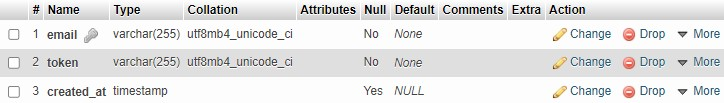 # Name Type Collation Attributes Null Default Comments Extra Action
1 email varchar(255) utf8mb4_unicode_ci No None Change Drop More
2 token varchar(255) utf8mb4_unicode_ci No None Change Drop More
3 created_at timestamp Yes NULL Change Drop More